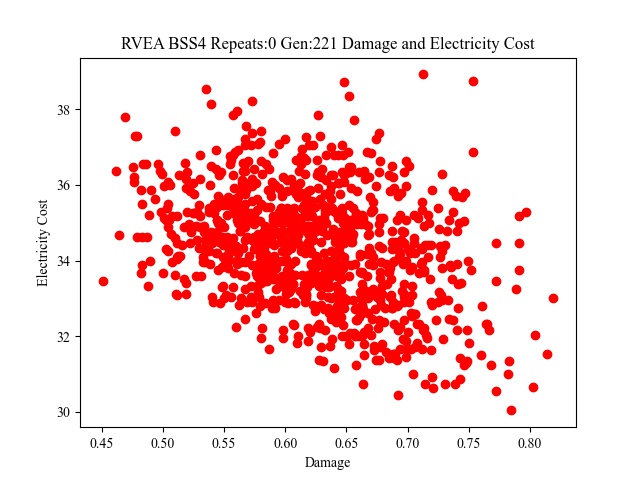 RVEA BSS4 Repeats:0 Gen:221 Damage and Electricity Cost
Electricity Cost
38
36
34
32
30
0.45 0.50 0.55 0.60 0.65 0.70 0.75 0.80
Damage